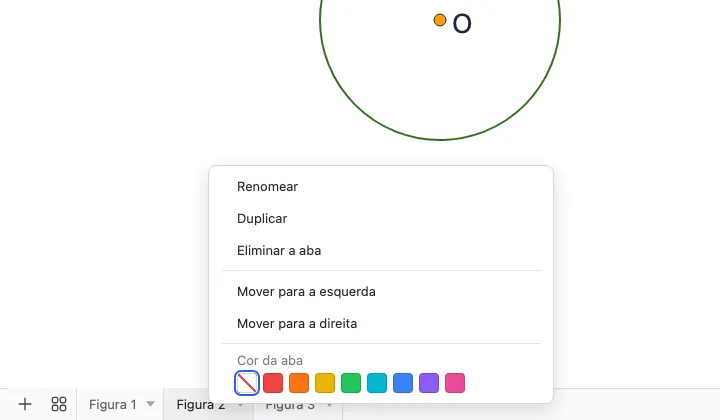 O
Renomear
Duplicar
Eliminar a aba
Mover para a esquerda
Mover para a direita
Cor da aba
Figura 1
Figura 2
Figura 3